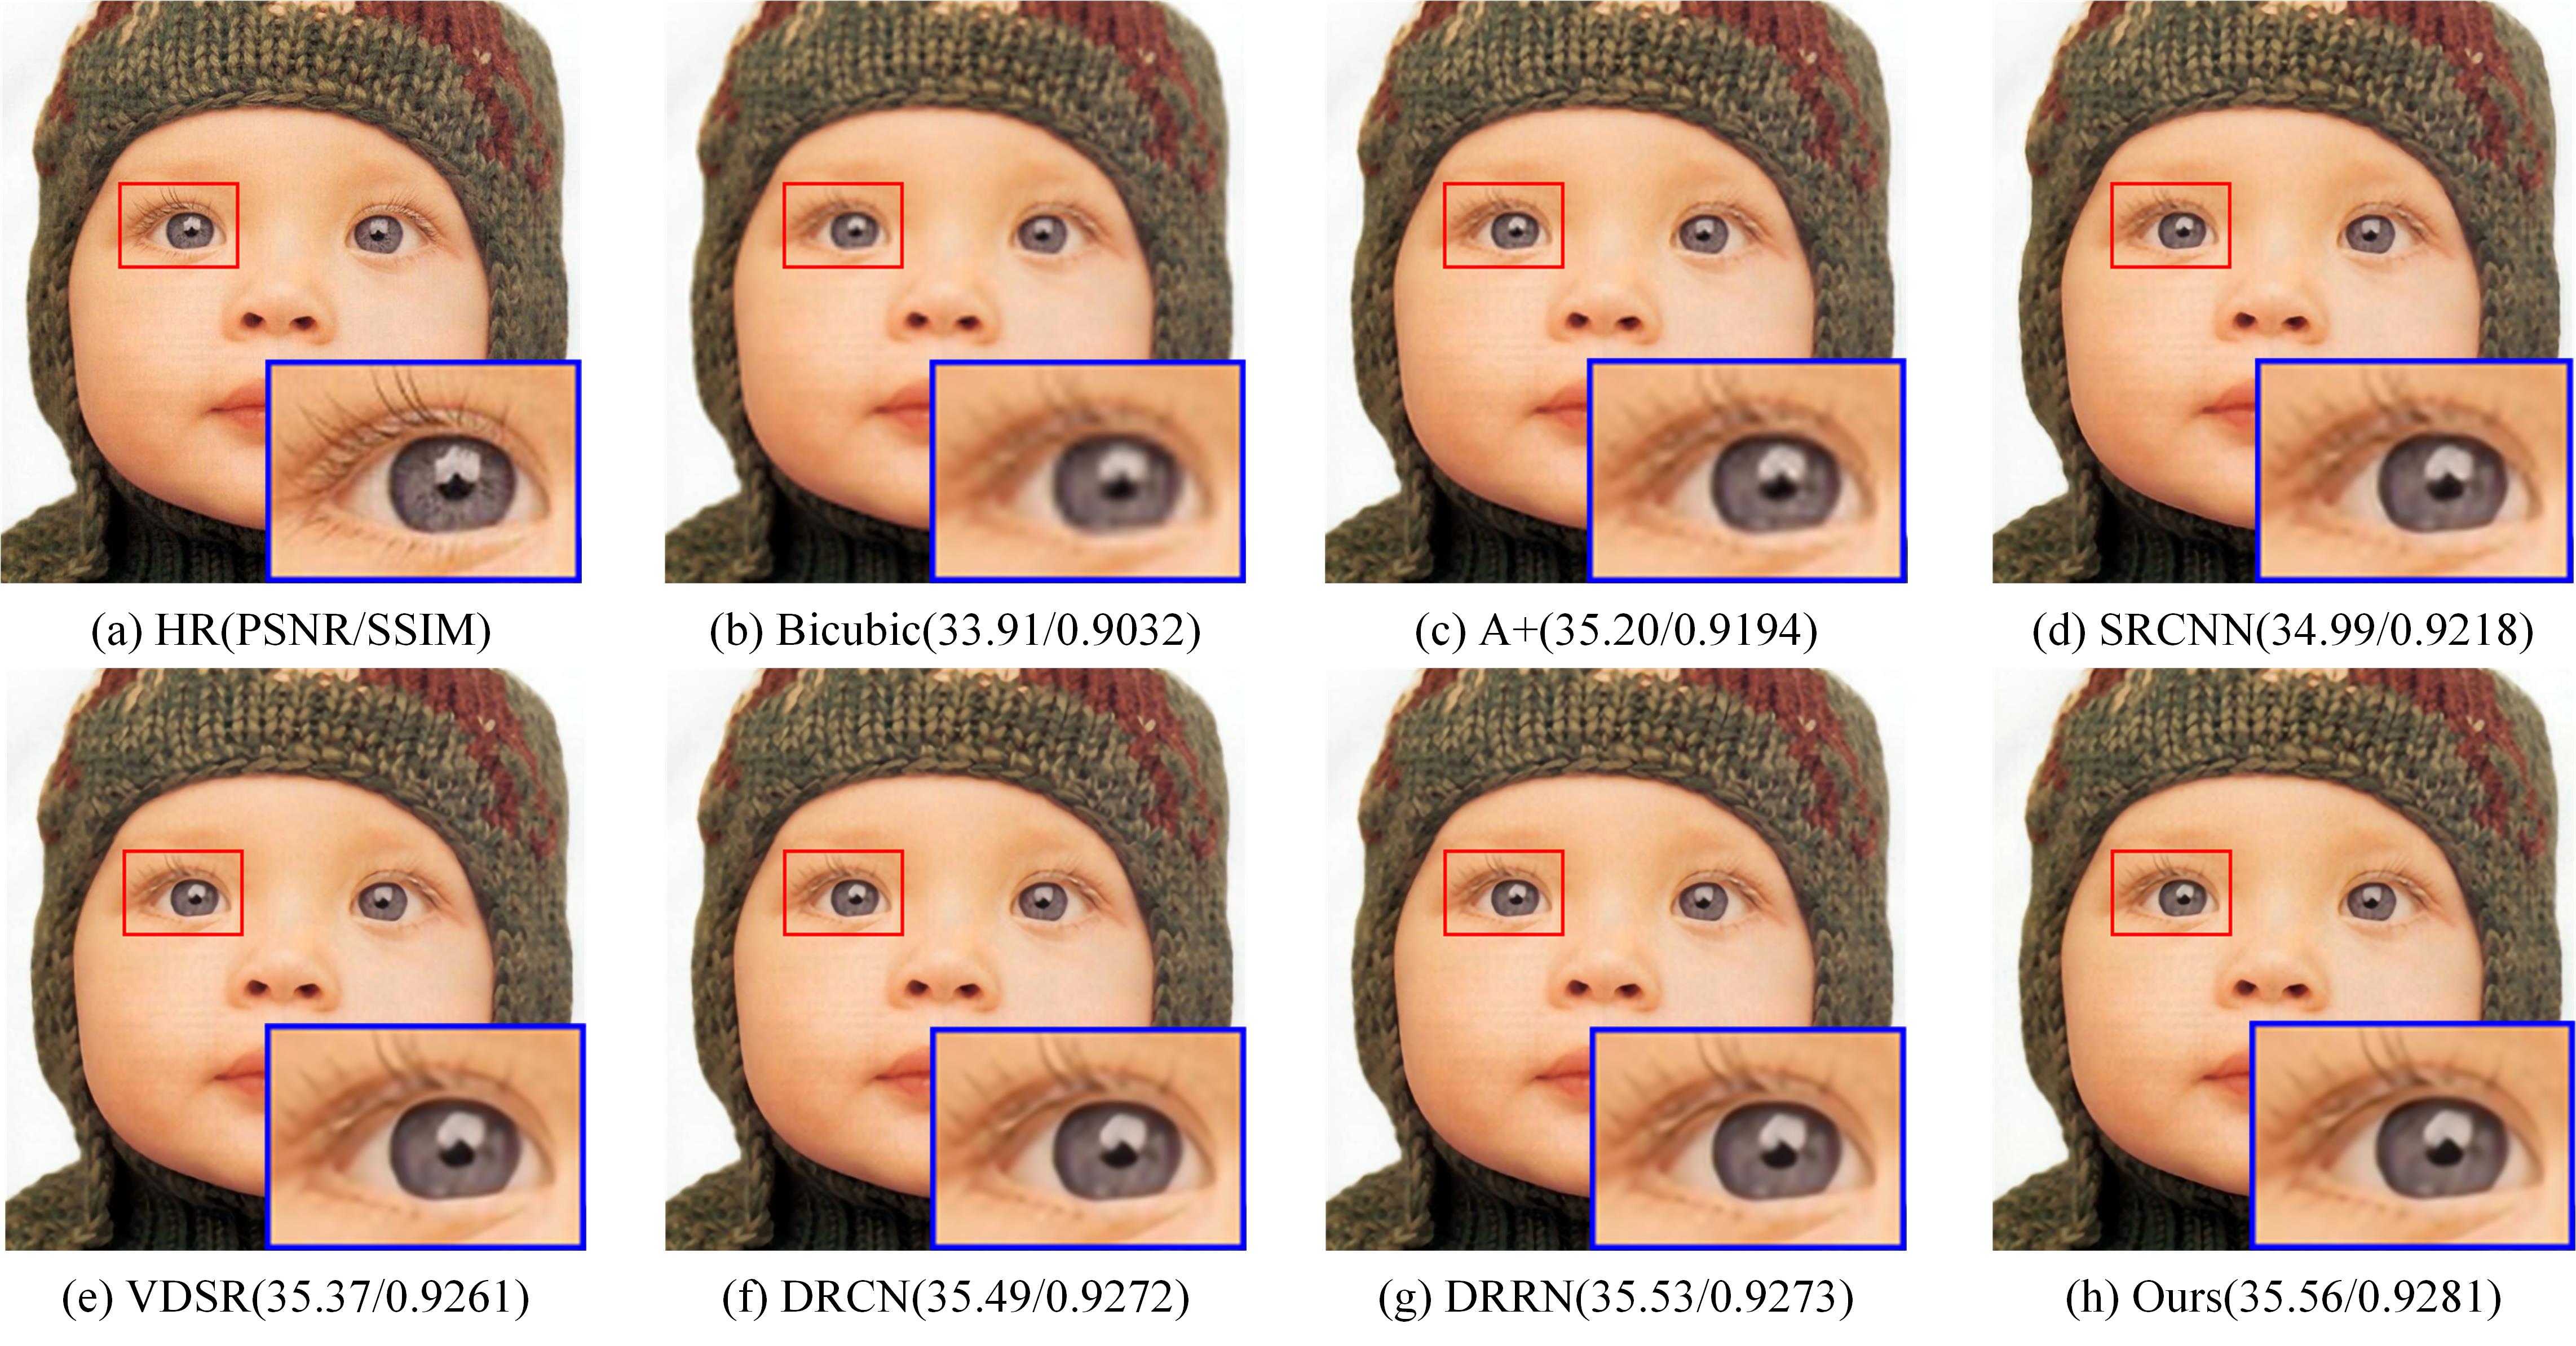 (a) HR(PSNR/SSIM)
(b) Bicubic(33.91/0.9032)
(c) A+(35.20/0.9194)
(d) SRCNN(34.99/0.9218)
(e) VDSR(35.37/0.9261)
(f) DRCN(35.49/0.9272)
(g) DRRN(35.53/0.9273)
(h) Ours(35.56/0.9281)